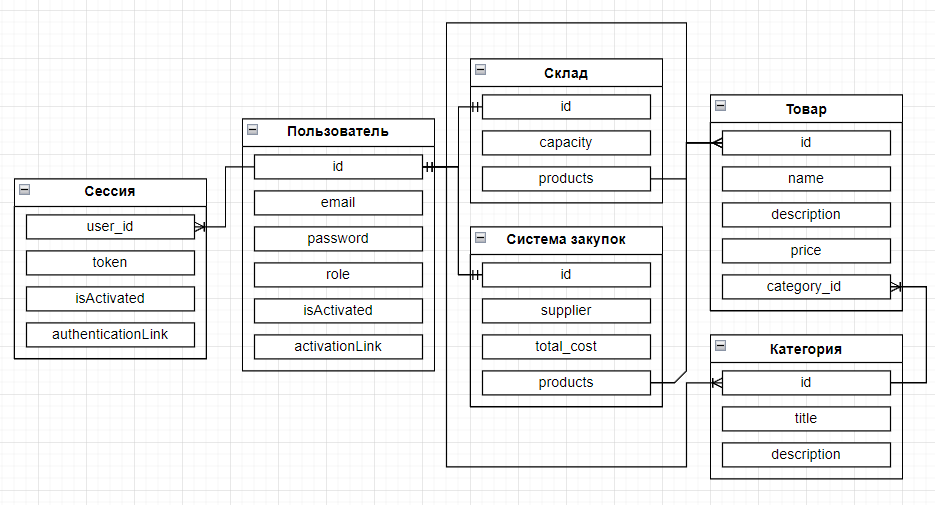 Сессия
user_id
token
isActivated
authenticationLink
Пользователь
id
email
password
role
isActivated
activationLink
Склад
id
capacity
products
Система закупок
id
supplier
total_cost
products
Товар
id
name
description
price
category_id
Категория
id
title
description